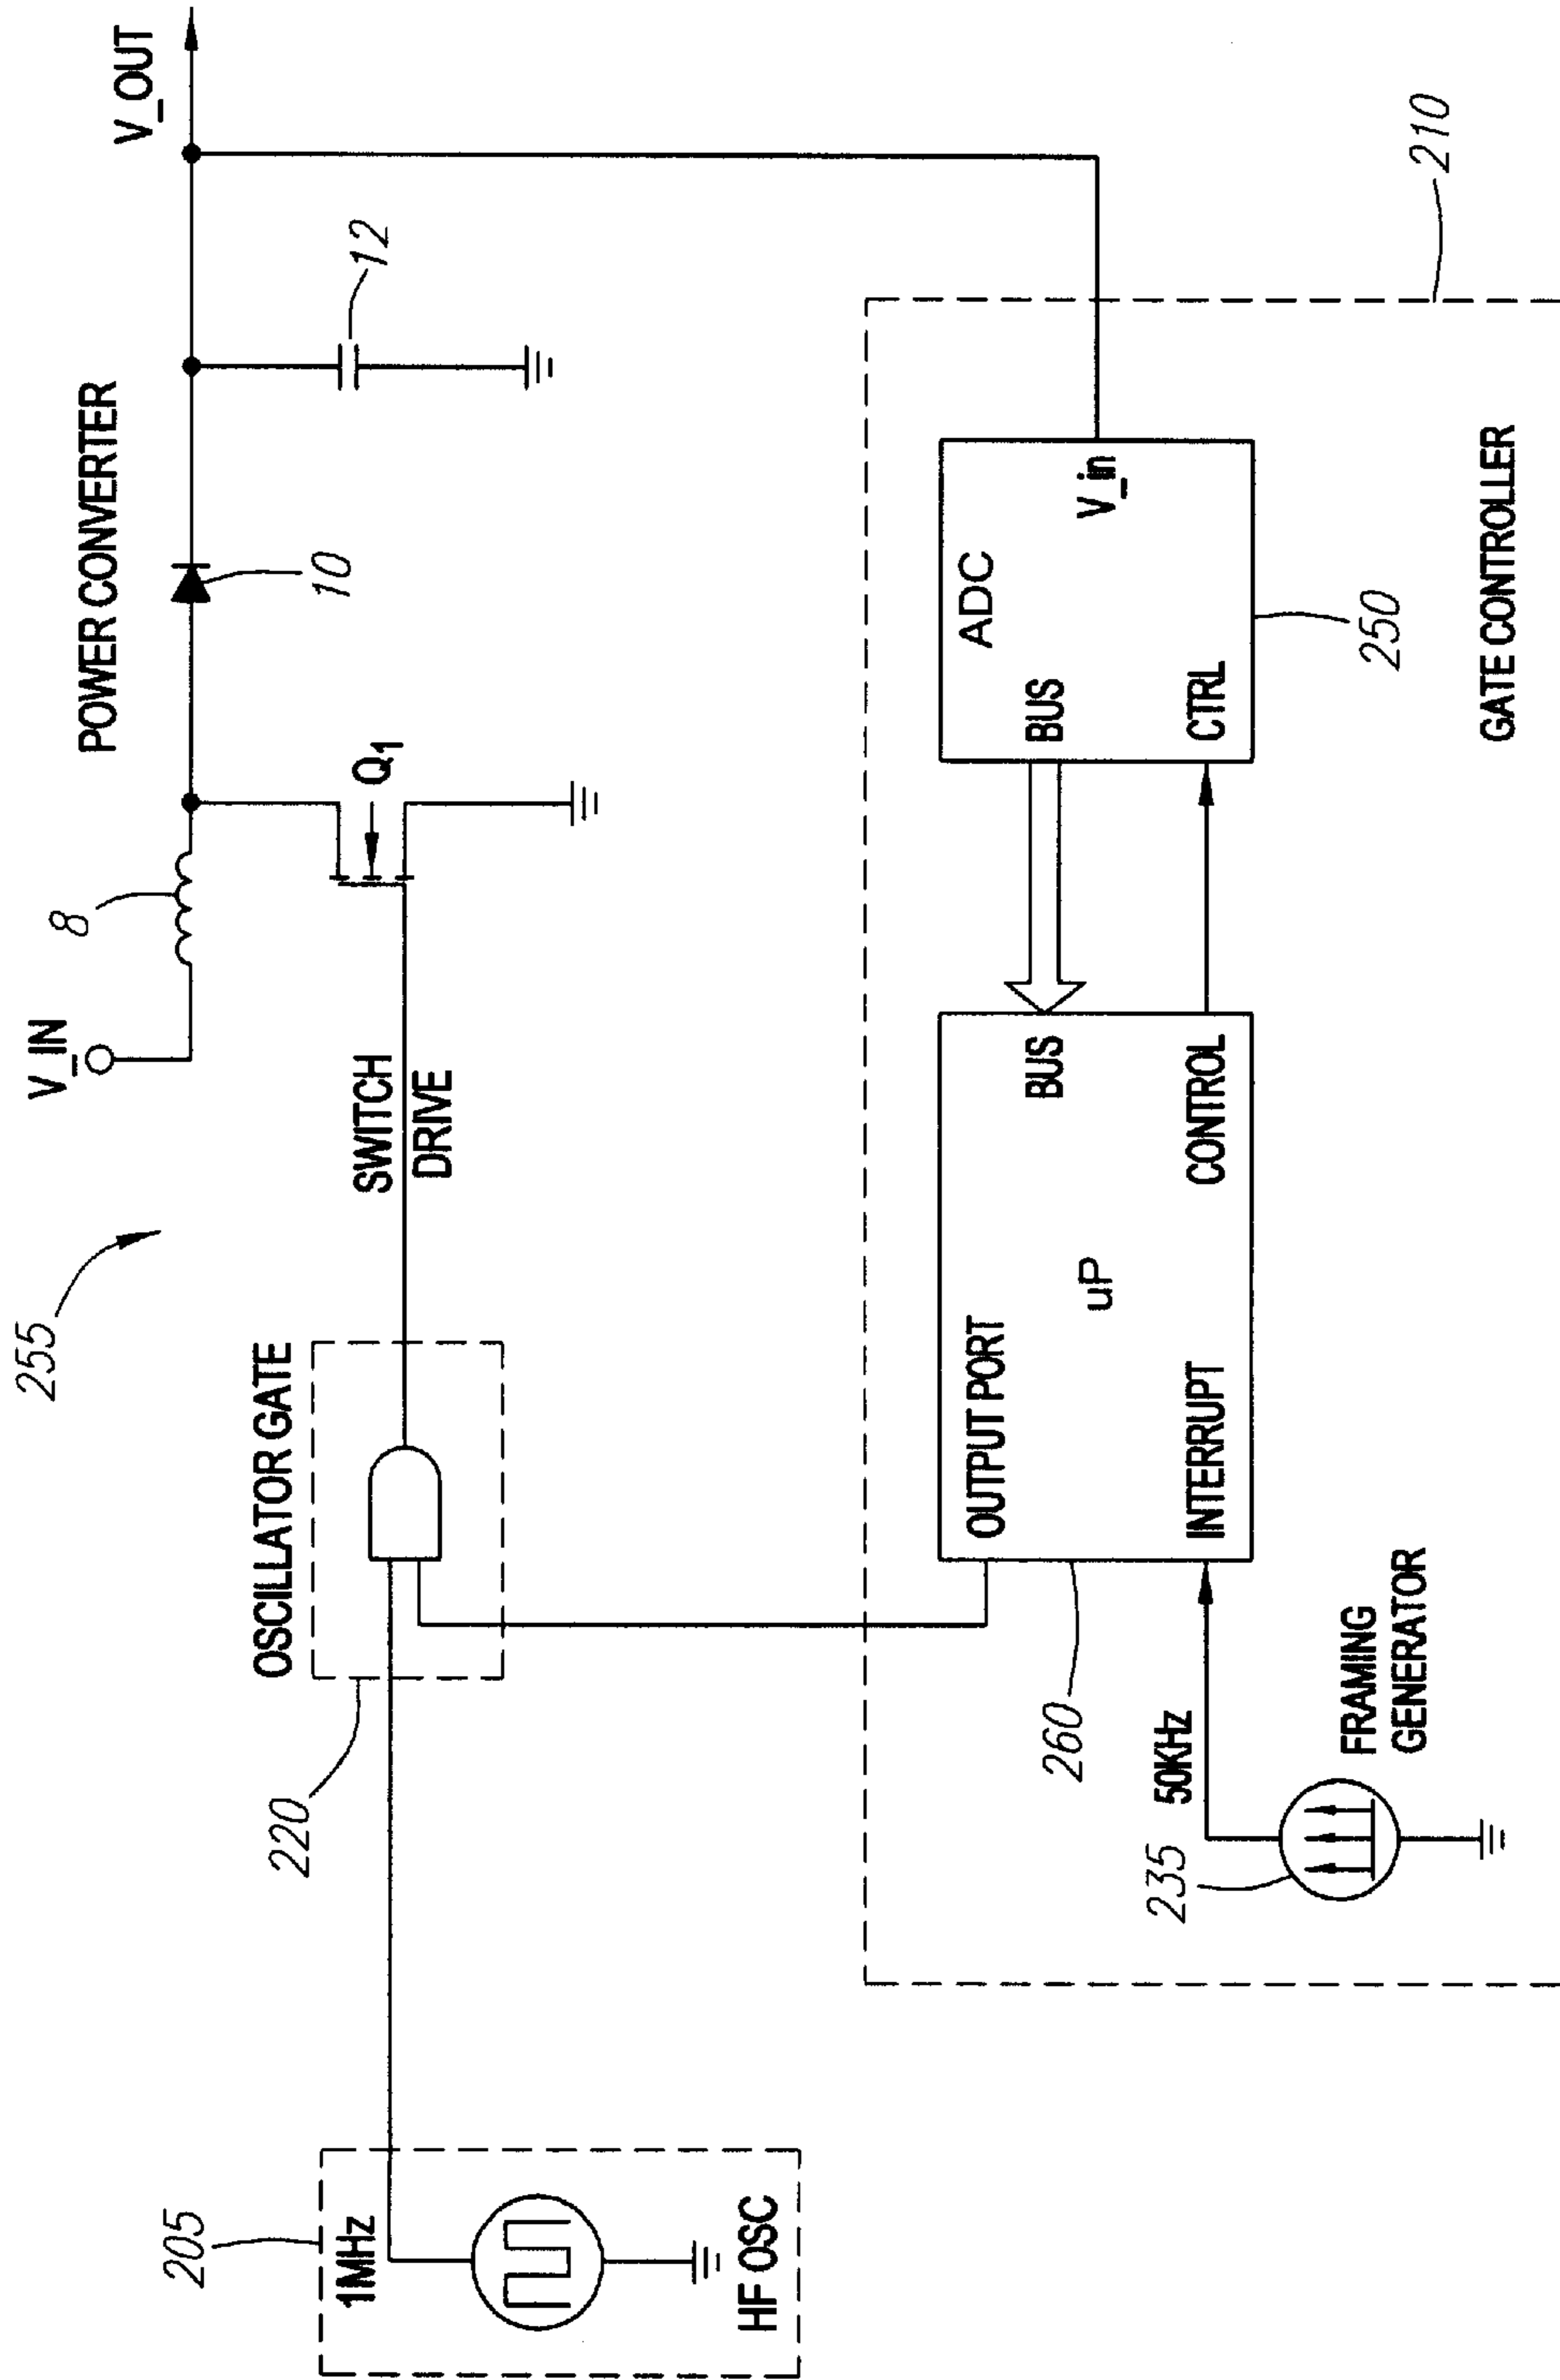 255
V_IN
8
POWER CONVERTER
V_OUT
10
12
Q1
SWITCH
DRIVE
OSCILLATOR GATE
220
205
1MHz
HF OSC
210
OUTPUT PORT
BUS
uP
INTERRUPT
CONTROL
260
ADC
BUS
V_in
CTRL
250
50KHz
235
FRAMING
GENERATOR
GATE CONTROLLER